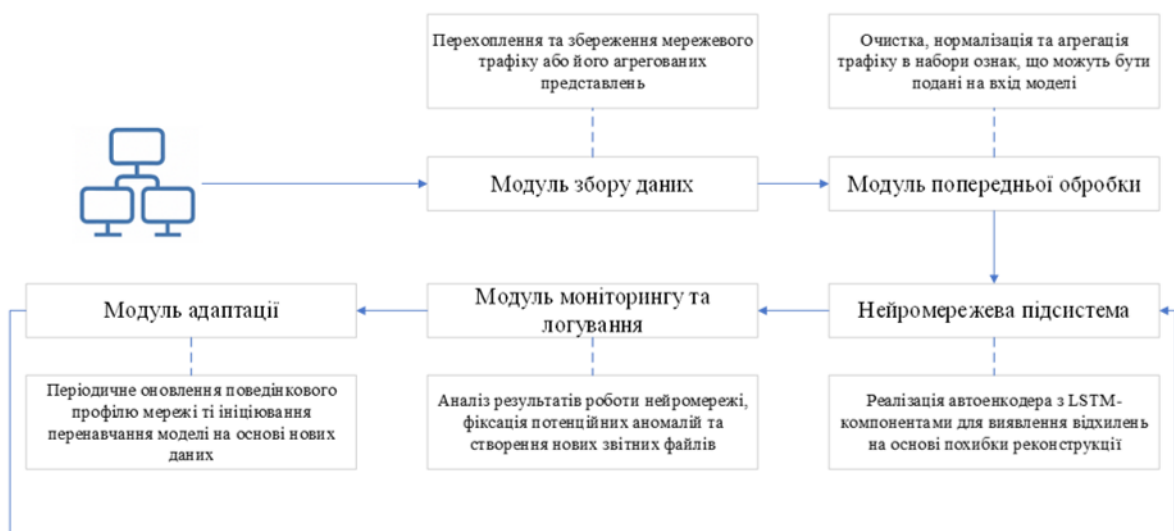 Перехоплення та збереження мережевого
трафіку або його агрегованих
представлень
Очистка, нормалізація та агрегація
трафіку в набори ознак, що можуть бути
подані на вхід моделі
Модуль збору даних
Модуль попередньої обробки
Модуль адаптації
Модуль моніторингу та
логування
Нейромережева підсистема
Періодичне оновлення поведінкового
профілю мережі ті ініціювання
перенавчання моделі на основі нових
даних
Аналіз результатів роботи нейромережі,
фіксація потенційних аномалій та
створення нових звітних файлів
Реалізація автоенкодера з LSTM-
компонентами для виявлення відхилень
на основі похибки реконструкції